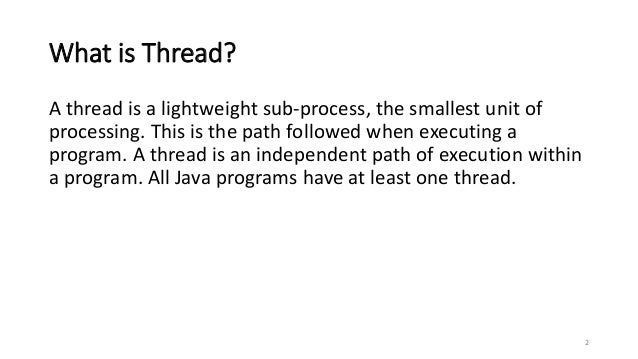 What is Thread?
A thread is a lightweight sub-process, the smallest unit of
processing. This is the path followed when executing a
program. A thread is an independent path of execution within
a program. All Java programs have at least one thread.
2